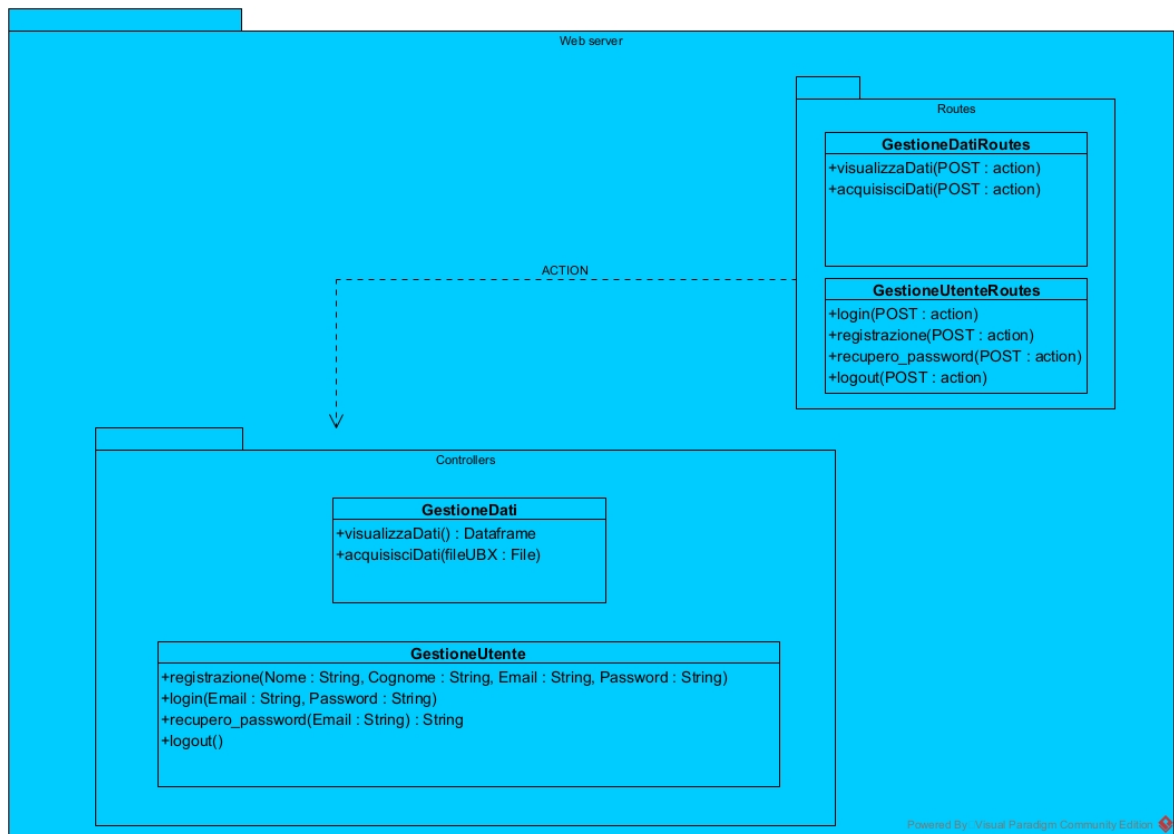 Web server
Routes
GestioneDatiRoutes
+visualizzaDati(POST : action)
+acquisisciDati(POST : action)
ACTION
GestioneUtenteRoutes
+login(POST : action)
+registrazione(POST : action)
+recupero_password(POST : action)
+logout(POST : action)
Controllers
GestioneDati
+visualizzaDati() : Dataframe
+acquisisciDati(fileUBX : File)
GestioneUtente
+registrazione(Nome : String, Cognome : String, Email : String, Password : String)
+login(Email : String, Password : String)
+recupero_password(Email : String) : String
+logout()
Powered By: Visual Paradigm Community Edition